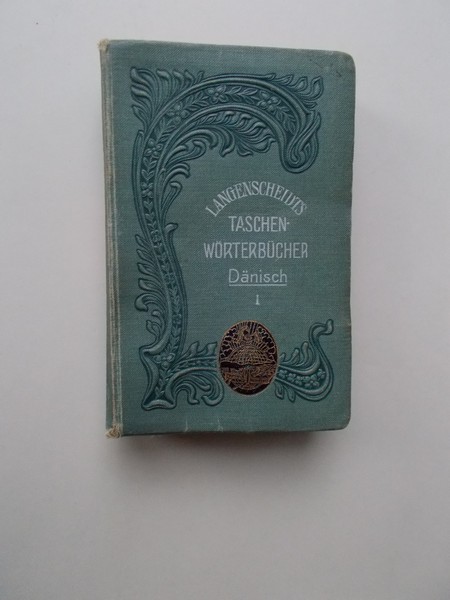 LANGENSCHEIDTS
TASCHEN-
WÖRTERBÜCHER
Dänisch
I